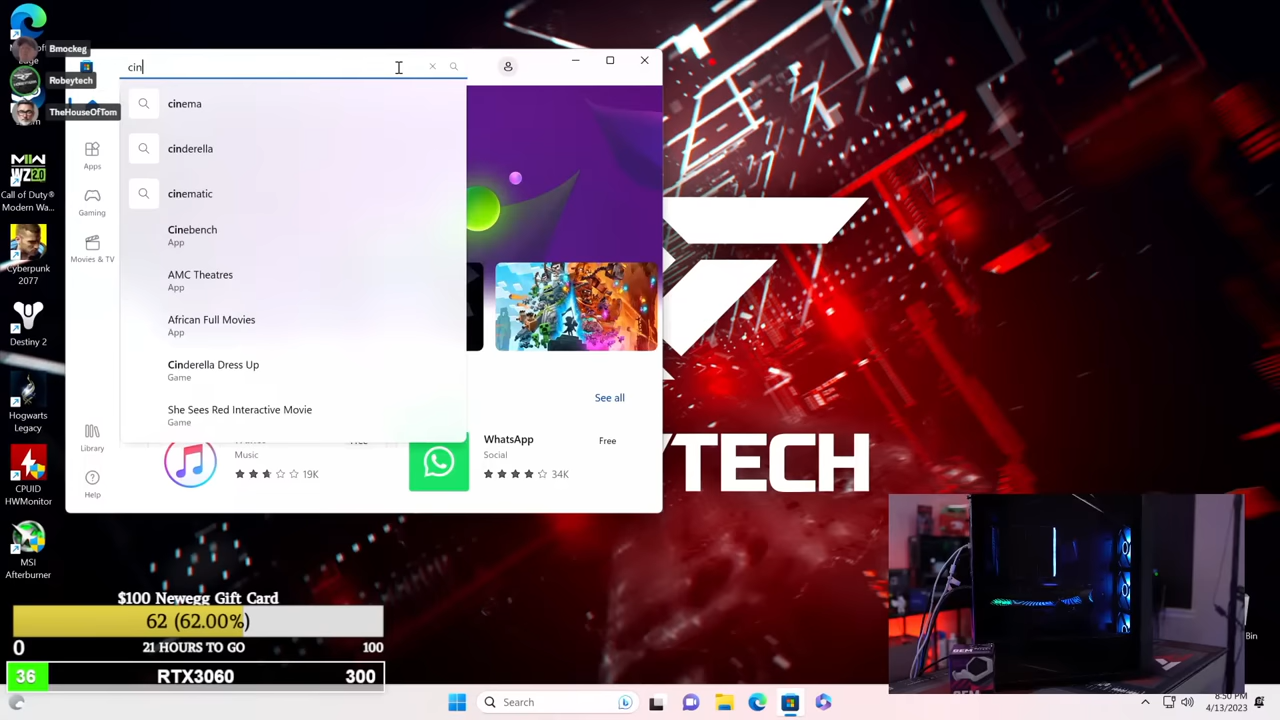 Edge
Bmockeg
Robeytech
TheHouseOfTom
Call of Duty®
Modern Wa...
Cyberpunk
2077
Destiny 2
Hogwarts
Legacy
CPUID
HWMonitor
MSI
Afterburner
cin
Apps
Gaming
Movies & TV
Library
Help
cinema
cinderella
cinematic
Cinebench
App
AMC Theatres
App
African Full Movies
App
Cinderella Dress Up
Game
She Sees Red Interactive Movie
Game
See all
Music
19K
WhatsApp
Free
Social
34K
YTECH
$100 Newegg Gift Card
62 (62.00%)
0
21 HOURS TO GO
100
36
RTX3060
300
Bin
Search
8:50 PM
4/13/2023